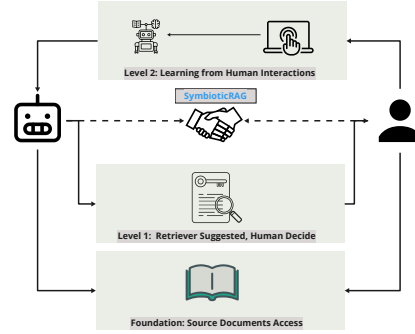 Level 2: Learning from Human Interactions
SymbioticRAG
Level 1: Retriever Suggested, Human Decide
Foundation: Source Documents Access